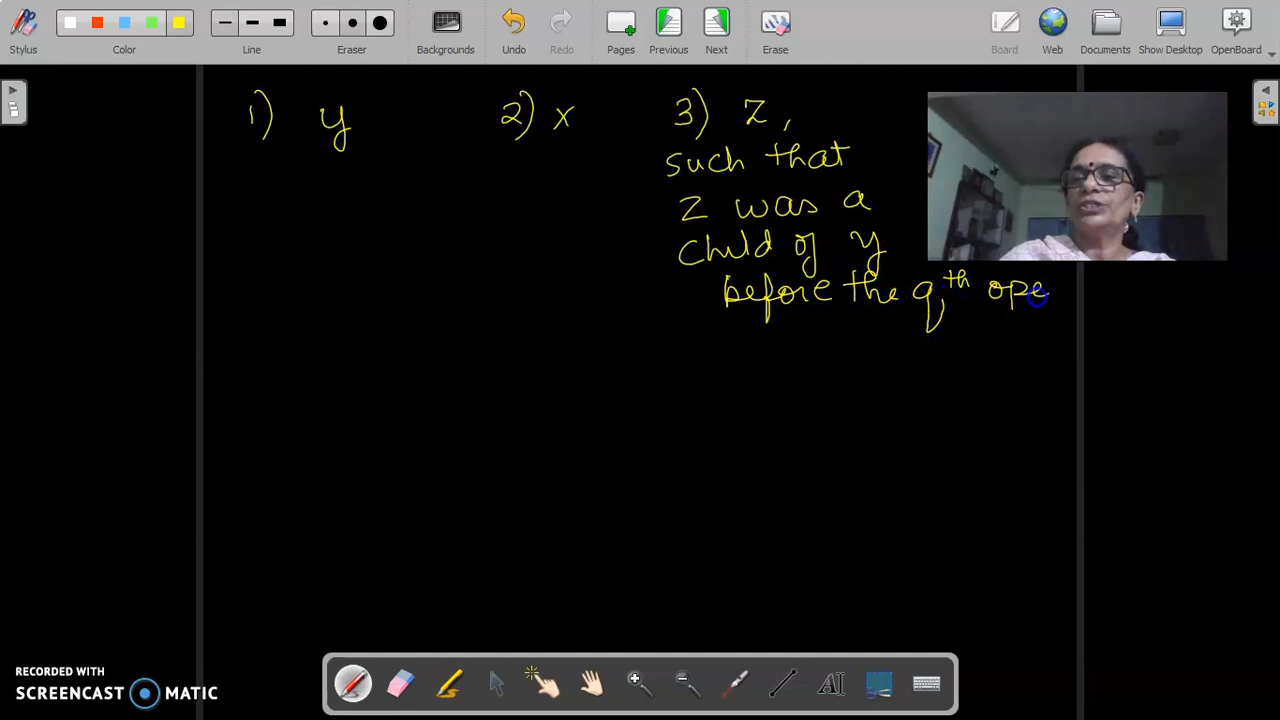 Stylus Color Line Eraser Backgrounds Undo Redo Pages Previous Next Erase Board Web Documents Show Desktop OpenBoard
1) y 2) x 3) z,
such that
z was a
child of y
before the qth ope
RECORDED WITH
SCREENCAST MATIC